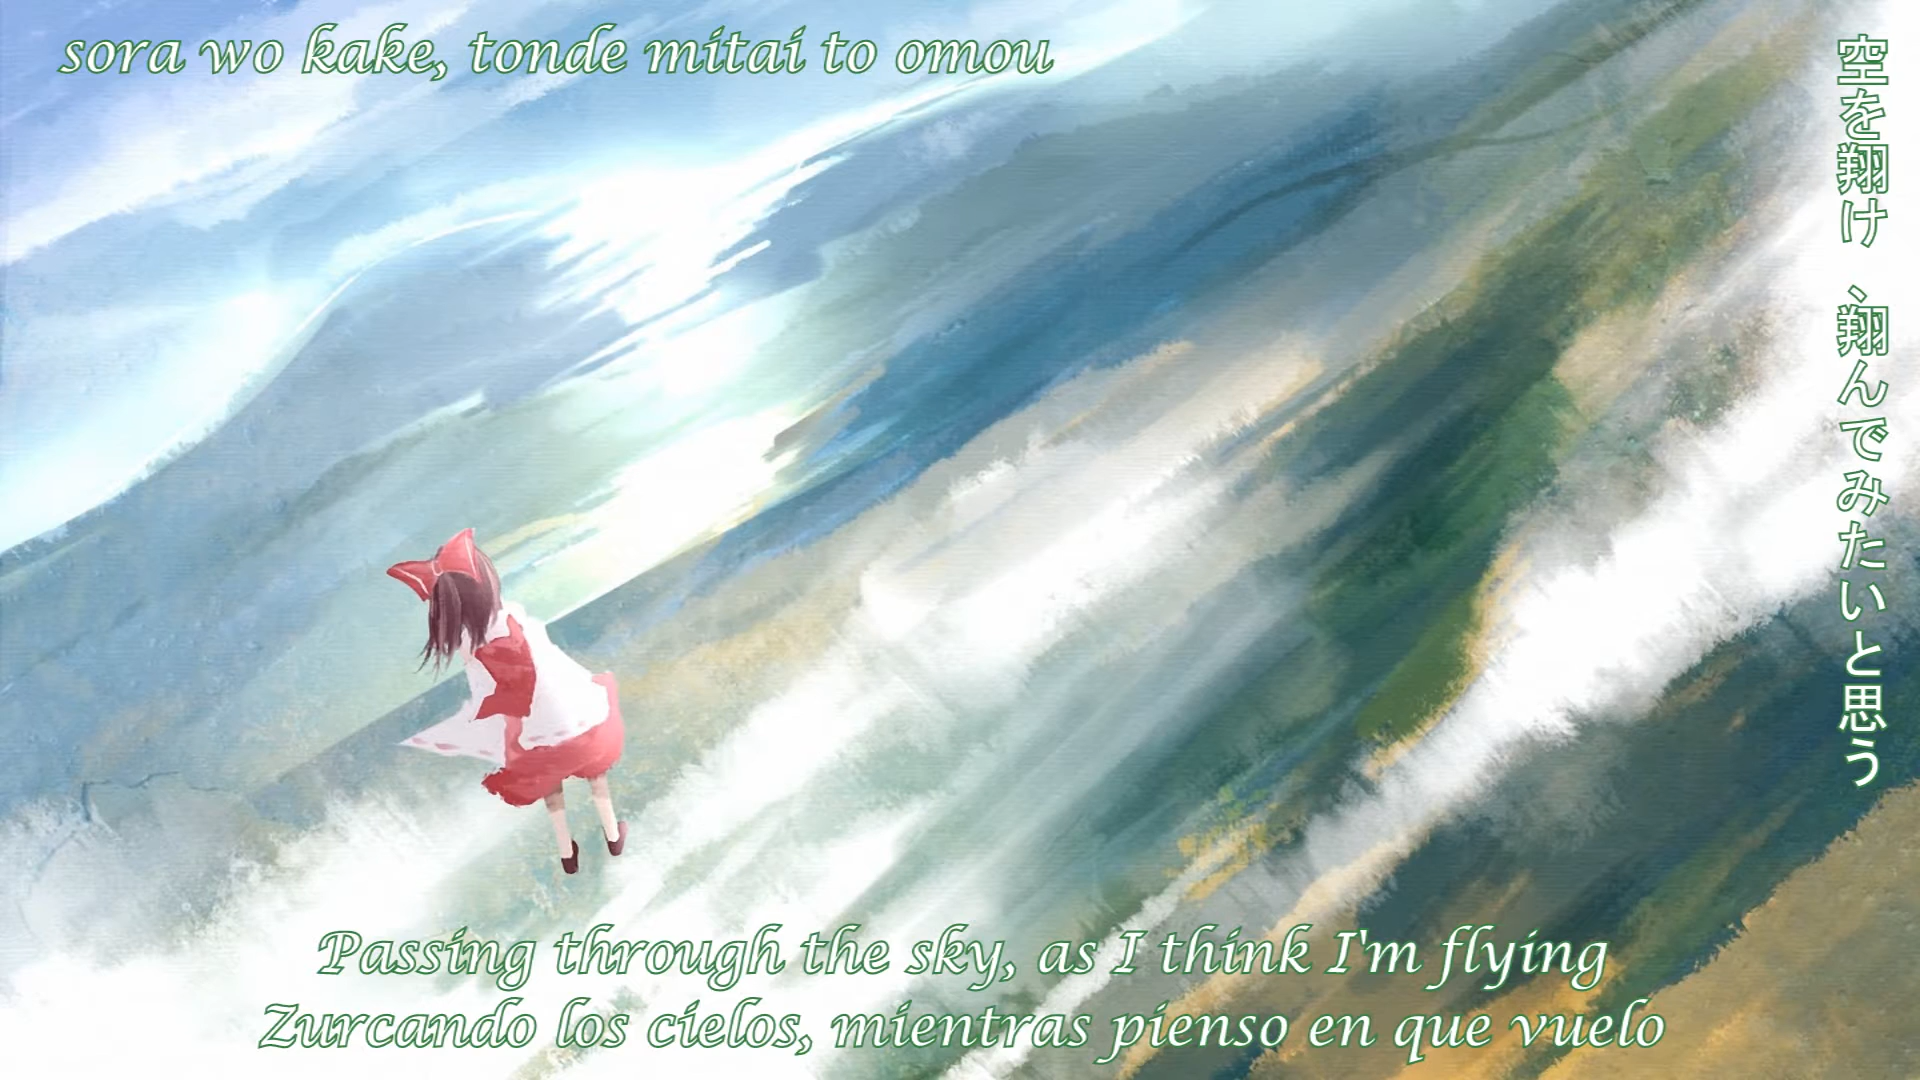 sora wo kake, tonde mitai to omou
空を翔け、翔んでみたいと思う
Passing through the sky, as I think I'm flying
Zurcando los cielos, mientras pienso en que vuelo